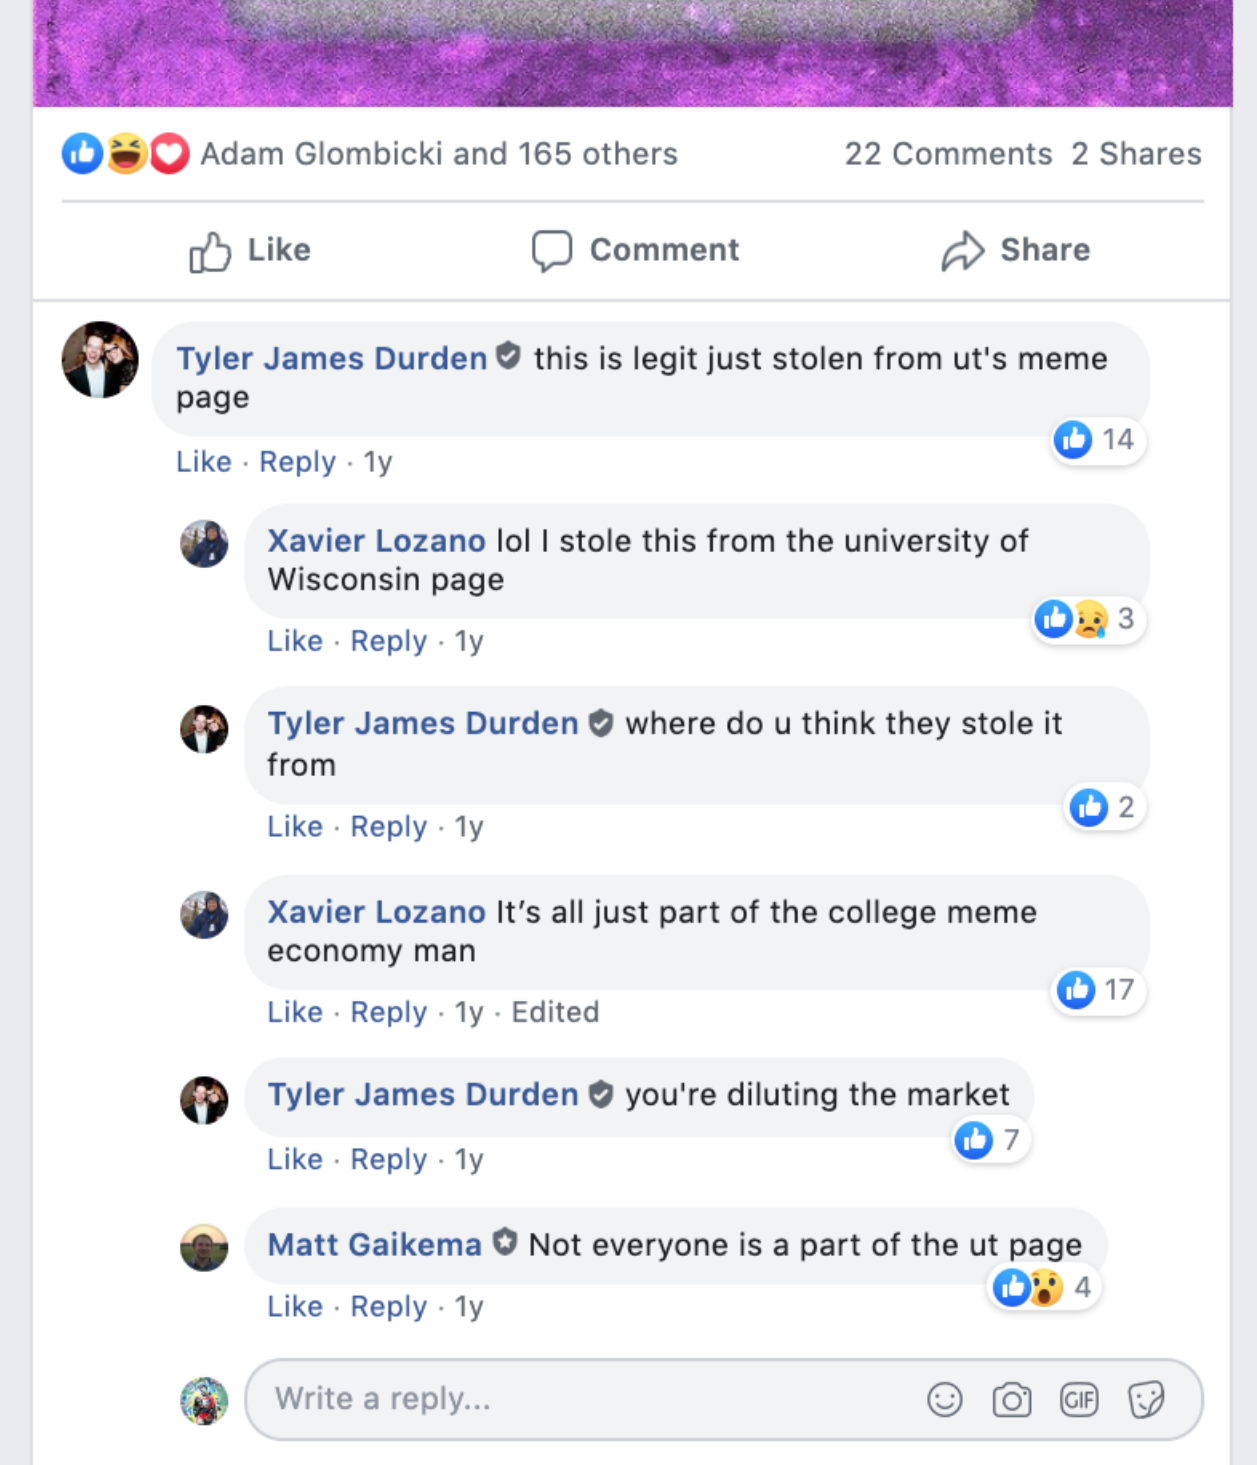 Adam Glombicki and 165 others 22 Comments 2 Shares
Like Comment Share
Tyler James Durden this is legit just stolen from ut's meme
page
14
Like · Reply · 1y
Xavier Lozano lol I stole this from the university of
Wisconsin page
3
Like · Reply · 1y
Tyler James Durden where do u think they stole it
from
2
Like · Reply · 1y
Xavier Lozano It’s all just part of the college meme
economy man
17
Like · Reply · 1y · Edited
Tyler James Durden you're diluting the market
7
Like · Reply · 1y
Matt Gaikema Not everyone is a part of the ut page
4
Like · Reply · 1y
Write a reply... GIF